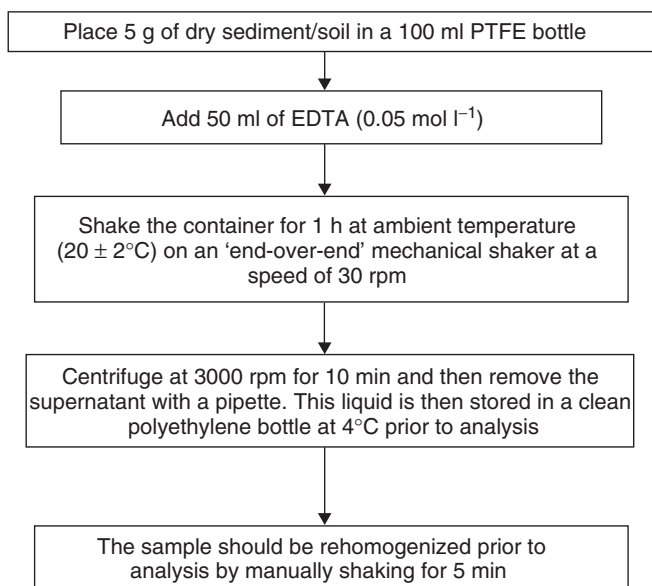 Place 5 g of dry sediment/soil in a 100 ml PTFE bottle
Add 50 ml of EDTA (0.05 mol l⁻¹)
Shake the container for 1 h at ambient temperature
(20 ± 2°C) on an ‘end-over-end’ mechanical shaker at a
speed of 30 rpm
Centrifuge at 3000 rpm for 10 min and then remove the
supernatant with a pipette. This liquid is then stored in a clean
polyethylene bottle at 4°C prior to analysis
The sample should be rehomogenized prior to
analysis by manually shaking for 5 min